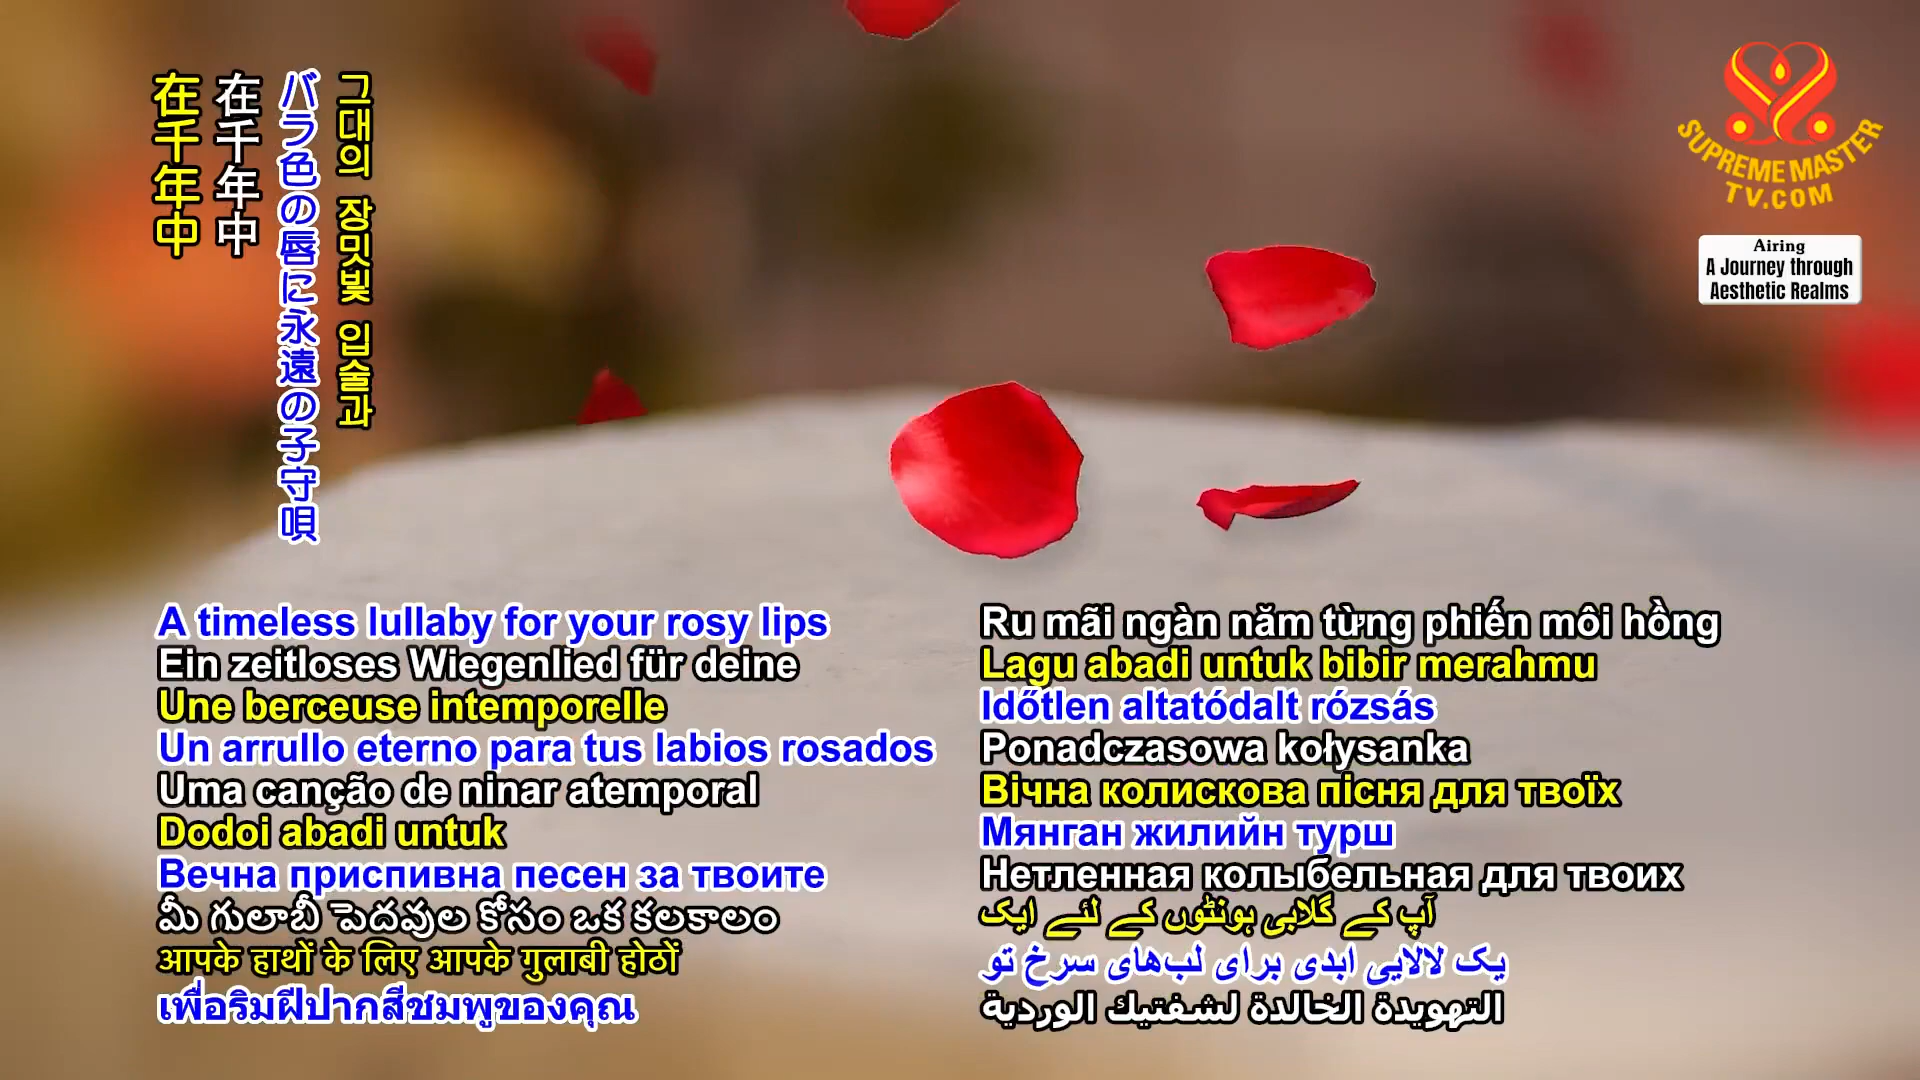 在千年中
在千年中
バラ色の唇に永遠の子守唄
그대의 장밋빛 입술과
SUPREME MASTER
TV.COM
Airing
A Journey through
Aesthetic Realms
A timeless lullaby for your rosy lips
Ein zeitloses Wiegenlied für deine
Une berceuse intemporelle
Un arrullo eterno para tus labios rosados
Uma canção de ninar atemporal
Dodoi abadi untuk
Вечна приспивна песен за твоите
మీ గులాబీ పెదవుల కోసం ఒక కలకాలం
आपके हाथों के लिए आपके गुलाबी होठों
เพื่อริมฝีปากสีชมพูของคุณ
Ru mãi ngàn năm từng phiến môi hồng
Lagu abadi untuk bibir merahmu
Időtlen altatódalt rózsás
Ponadczasowa kołysanka
Вічна колискова пісня для твоїх
Мянган жилийн турш
Нетленная колыбельная для твоих
آپ کے گلابی ہونٹوں کے لئے ایک
یک لالایی ابدی برای لب‌های سرخ تو
التهويدة الخالدة لشفتيك الوردية